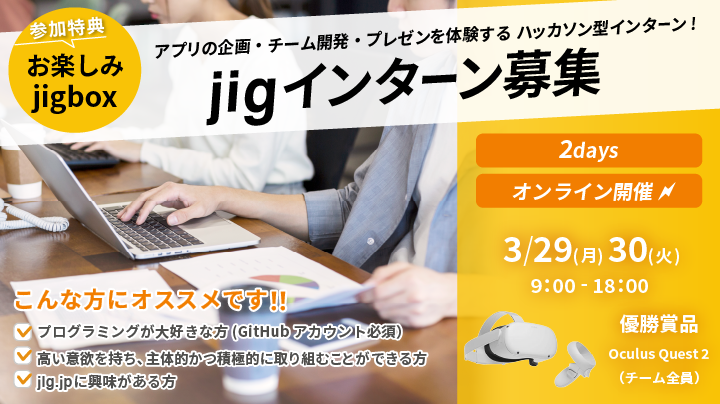 参加特典
お楽しみ
jigbox
アプリの企画・チーム開発・プレゼンを体験する ハッカソン型インターン!
jigインターン募集
2days
オンライン開催
3/29(月) 30(火)
9:00 - 18:00
優勝賞品
Oculus Quest 2
(チーム全員)
こんな方にオススメです!!
プログラミングが大好きな方 (GitHub アカウント必須)
高い意欲を持ち、主体的かつ積極的に取り組むことができる方
jig.jpに興味がある方